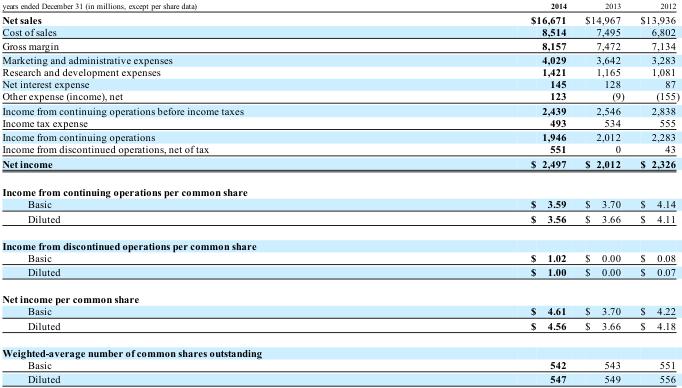 years ended December 31 (in millions, except per share data) 2014 2013 2012
Net sales $16,671 $14,967 $13,936
Cost of sales 8,514 7,495 6,802
Gross margin 8,157 7,472 7,134
Marketing and administrative expenses 4,029 3,642 3,283
Research and development expenses 1,421 1,165 1,081
Net interest expense 145 128 87
Other expense (income), net 123 (9) (155)
Income from continuing operations before income taxes 2,439 2,546 2,838
Income tax expense 493 534 555
Income from continuing operations 1,946 2,012 2,283
Income from discontinued operations, net of tax 551 0 43
Net income $ 2,497 $ 2,012 $ 2,326
Income from continuing operations per common share
Basic $ 3.59 $ 3.70 $ 4.14
Diluted $ 3.56 $ 3.66 $ 4.11
Income from discontinued operations per common share
Basic $ 1.02 $ 0.00 $ 0.08
Diluted $ 1.00 $ 0.00 $ 0.07
Net income per common share
Basic $ 4.61 $ 3.70 $ 4.22
Diluted $ 4.56 $ 3.66 $ 4.18
Weighted-average number of common shares outstanding
Basic 542 543 551
Diluted 547 549 556